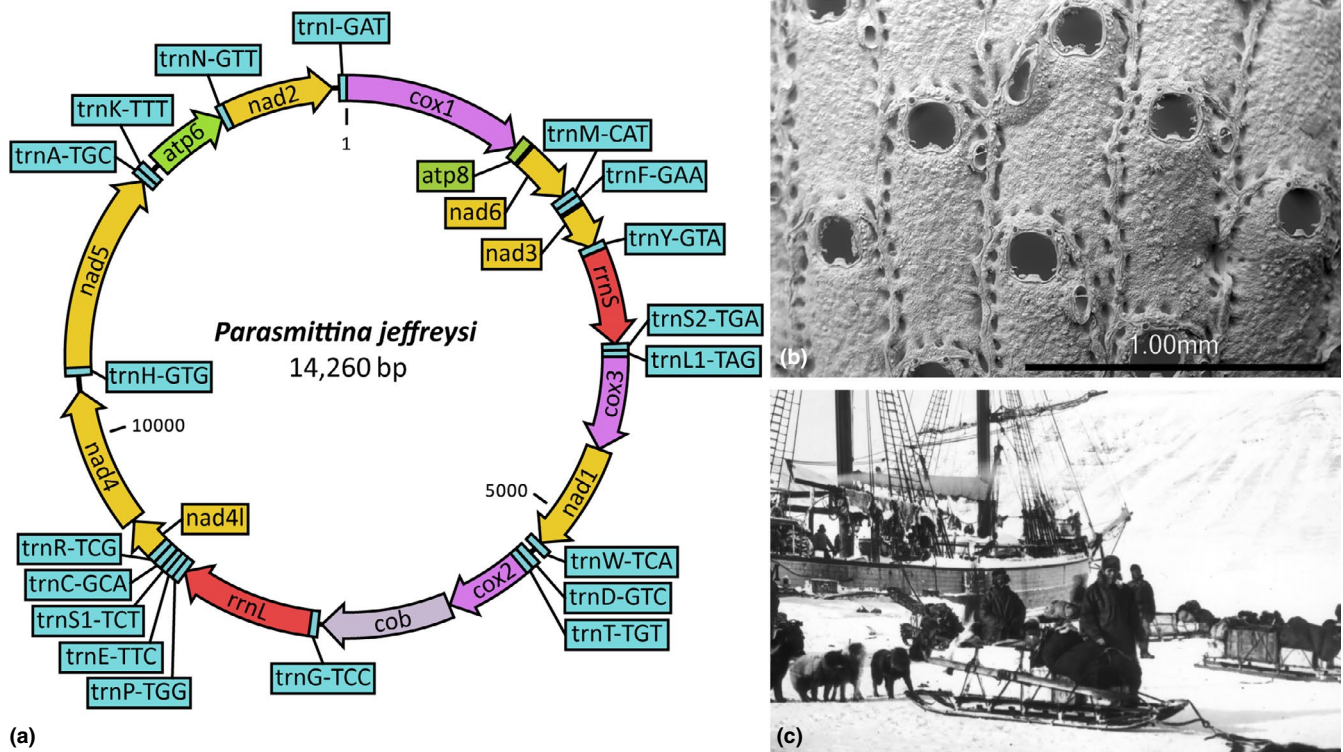 trnI-GAT
trnN-GTT
nad2
cox1
trnK-TTT
atp6
1
trnM-CAT
trnA-TGC
atp8
trnF-GAA
nad6
nad3
trnY-GTA
nad5
rrnS
Parasmittina jeffreysi
14,260 bp
trnS2-TGA
trnL1-TAG
trnH-GTG
cox3
10000
nad4
nad1
5000
nad4l
trnR-TCG
trnW-TCA
trnC-GCA
cox2
trnD-GTC
rrnL
cob
trnS1-TCT
trnT-TGT
trnE-TTC
trnG-TCC
trnP-TGG
(a)
1.00mm
(b)
(c)